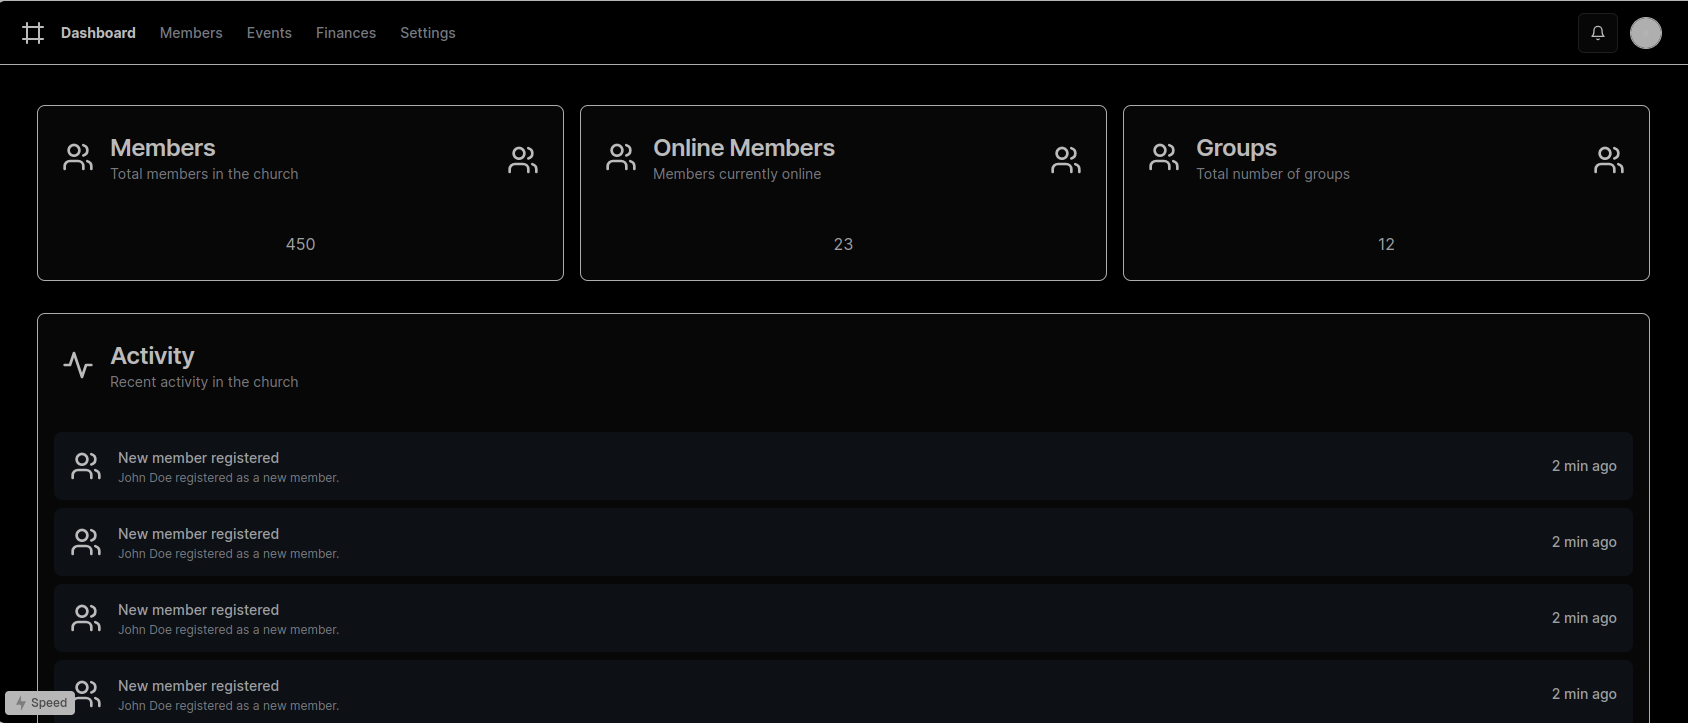 Dashboard Members Events Finances Settings
Members
Total members in the church
450
Online Members
Members currently online
23
Groups
Total number of groups
12
Activity
Recent activity in the church
New member registered
John Doe registered as a new member.
2 min ago
New member registered
John Doe registered as a new member.
2 min ago
New member registered
John Doe registered as a new member.
2 min ago
New member registered
John Doe registered as a new member.
2 min ago
Speed